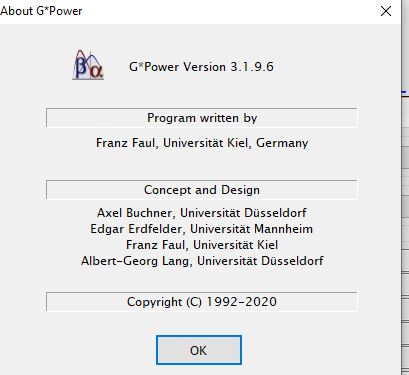 About G*Power
β α
G*Power Version 3.1.9.6
Program written by
Franz Faul, Universität Kiel, Germany
Concept and Design
Axel Buchner, Universität Düsseldorf
Edgar Erdfelder, Universität Mannheim
Franz Faul, Universität Kiel
Albert-Georg Lang, Universität Düsseldorf
Copyright (C) 1992-2020
OK